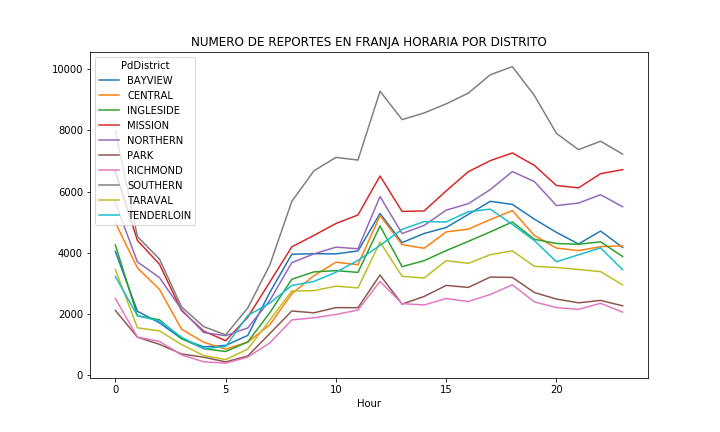 NUMERO DE REPORTES EN FRANJA HORARIA POR DISTRITO
PdDistrict
BAYVIEW
CENTRAL
INGLESIDE
MISSION
NORTHERN
PARK
RICHMOND
SOUTHERN
TARAVAL
TENDERLOIN
10000
8000
6000
4000
2000
0
0 5 10 15 20
Hour